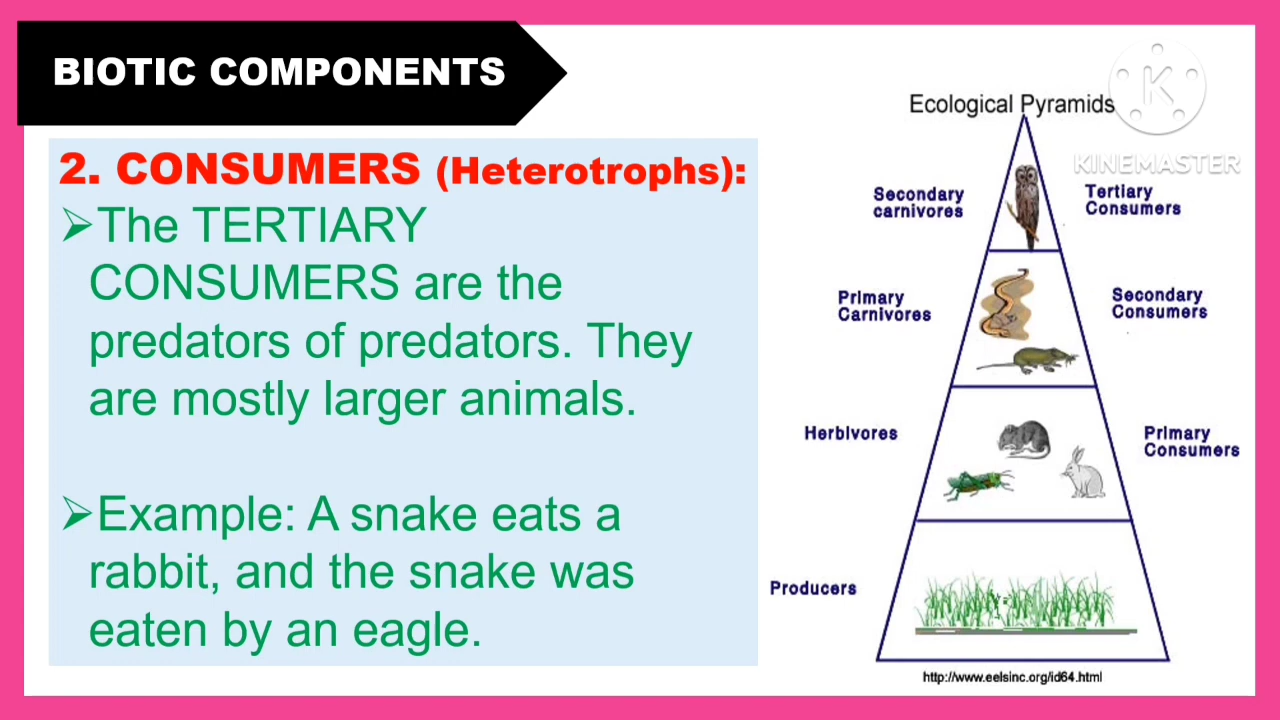 BIOTIC COMPONENTS
2. CONSUMERS (Heterotrophs):
➢The TERTIARY
CONSUMERS are the
predators of predators. They
are mostly larger animals.
➢Example: A snake eats a
rabbit, and the snake was
eaten by an eagle.
Ecological Pyramids
K
KINEMASTER
Secondary
carnivores
Tertiary
Consumers
Primary
Carnivores
Secondary
Consumers
Herbivores
Primary
Consumers
Producers
http://www.eelsinc.org/id64.html